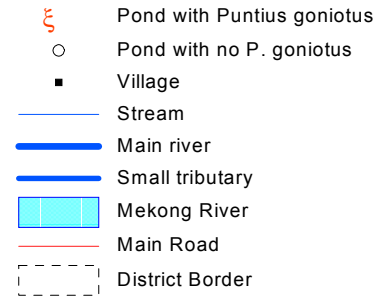 ξ Pond with Puntius goniotus
Pond with no P. goniotus
Village
Stream
Main river
Small tributary
Mekong River
Main Road
District Border